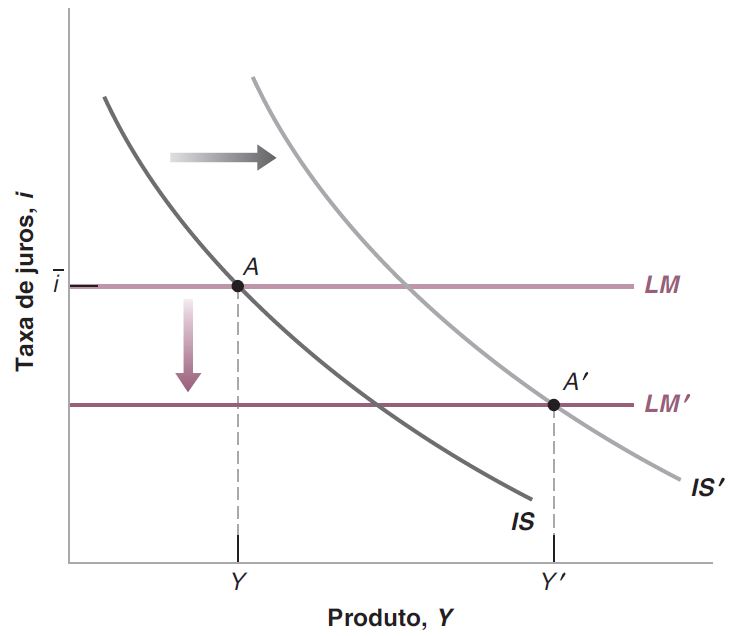 Taxa de juros, i
i̅
A
LM
A′
LM′
IS′
IS
Y
Y′
Produto, Y